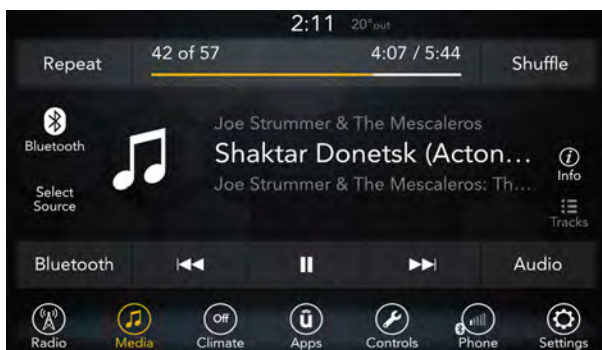 2:11 20°out
Repeat 42 of 57 4:07 / 5:44 Shuffle
Bluetooth
Joe Strummer & The Mescaleros
Shaktar Donetsk (Acton...
Joe Strummer & The Mescaleros: Th...
Info
Select
Source
Tracks
Bluetooth Audio
Radio Media Off Climate ū Apps Controls Phone Settings